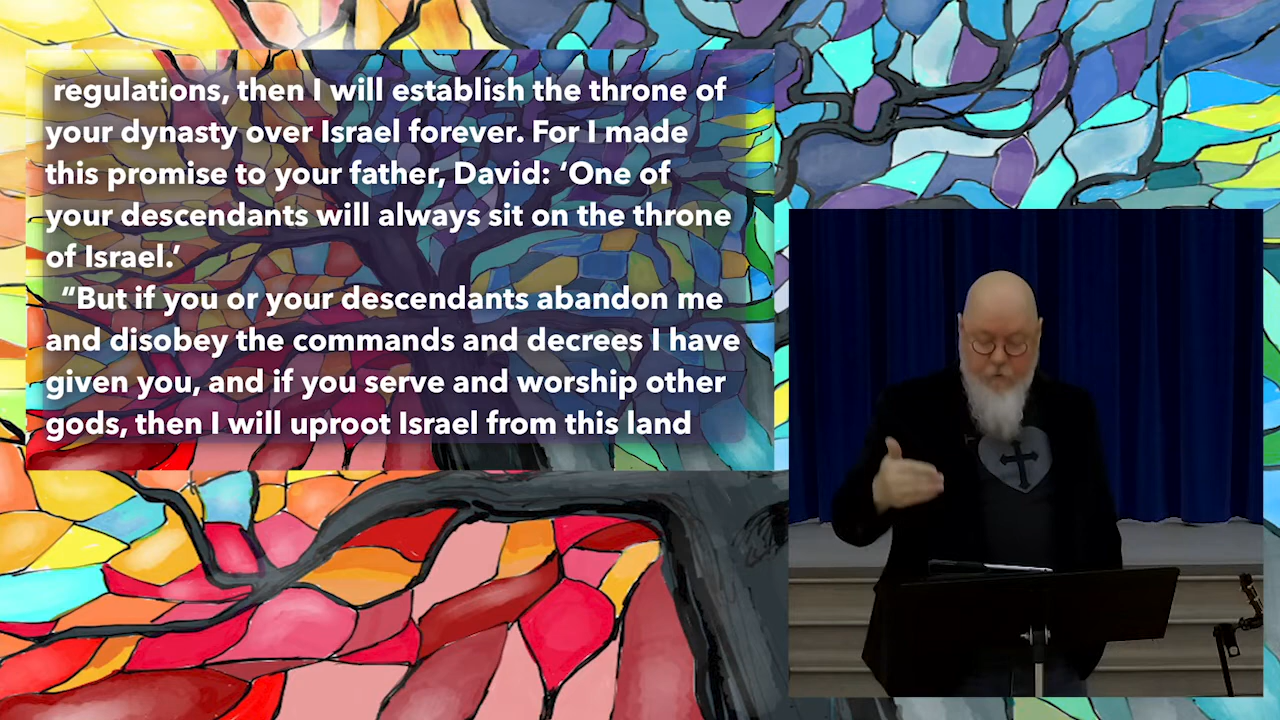 regulations, then I will establish the throne of
your dynasty over Israel forever. For I made
this promise to your father, David: ‘One of
your descendants will always sit on the throne
of Israel.’
“But if you or your descendants abandon me
and disobey the commands and decrees I have
given you, and if you serve and worship other
gods, then I will uproot Israel from this land